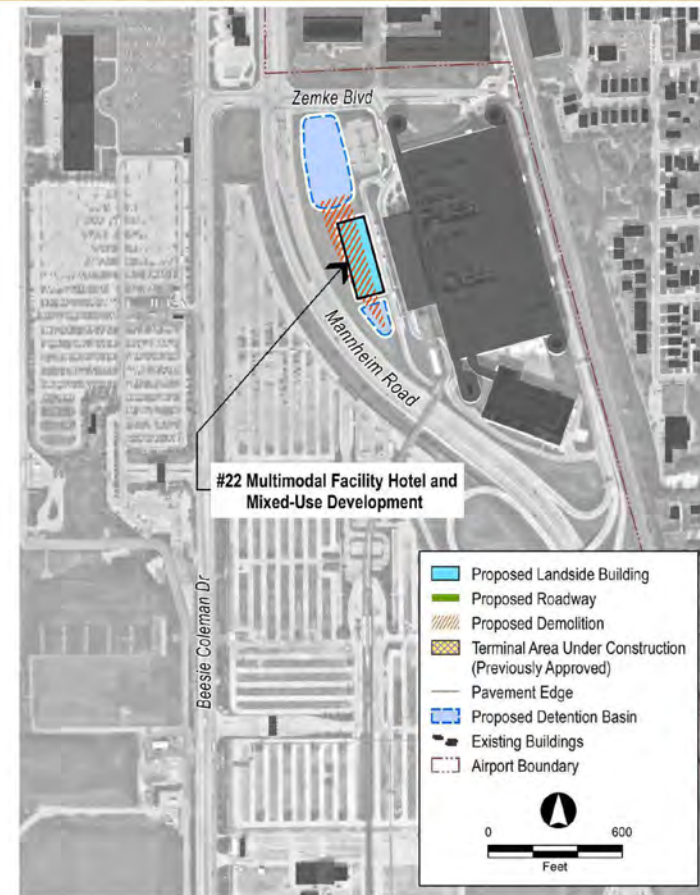 Zemke Blvd
Mannheim Road
#22 Multimodal Facility Hotel and
Mixed-Use Development
Beesie Coleman Dr
Proposed Landside Building
Proposed Roadway
Proposed Demolition
Terminal Area Under Construction
(Previously Approved)
Pavement Edge
Proposed Detention Basin
Existing Buildings
Airport Boundary
0 600
Feet